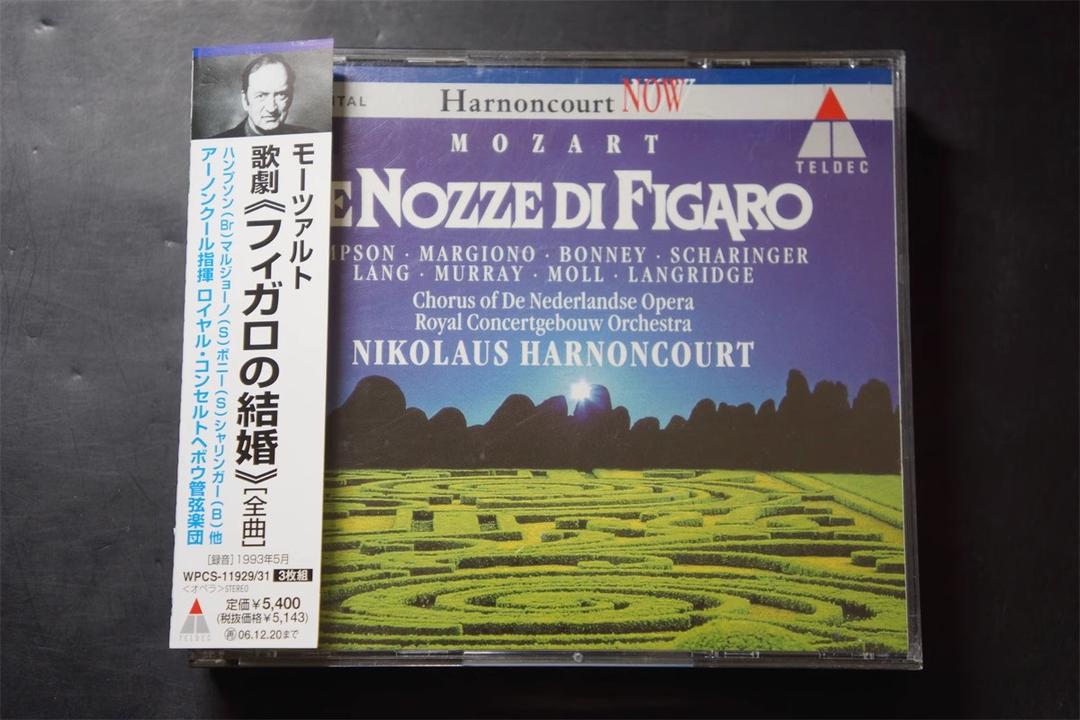 モーツァルト
歌劇《フィガロの結婚》[全曲]
ハンプソン(Br)マルジョーノ(S)ボニー(S)シャリンガー(B)他
アーノンクール指揮 ロイヤル・コンセルトヘボウ管弦楽団
[録音]1993年5月
WPCS-11929/31 3枚組
<オペラ>STEREO
定価¥5,400
(税抜価格¥5,143)
再06.12.20まで
TELDEC
ITAL
Harnoncourt NOW
MOZART
TELDEC
E NOZZE DI FIGARO
MPSON · MARGIONO · BONNEY · SCHARINGER
LANG · MURRAY · MOLL · LANGRIDGE
Chorus of De Nederlandse Opera
Royal Concertgebouw Orchestra
NIKOLAUS HARNONCOURT